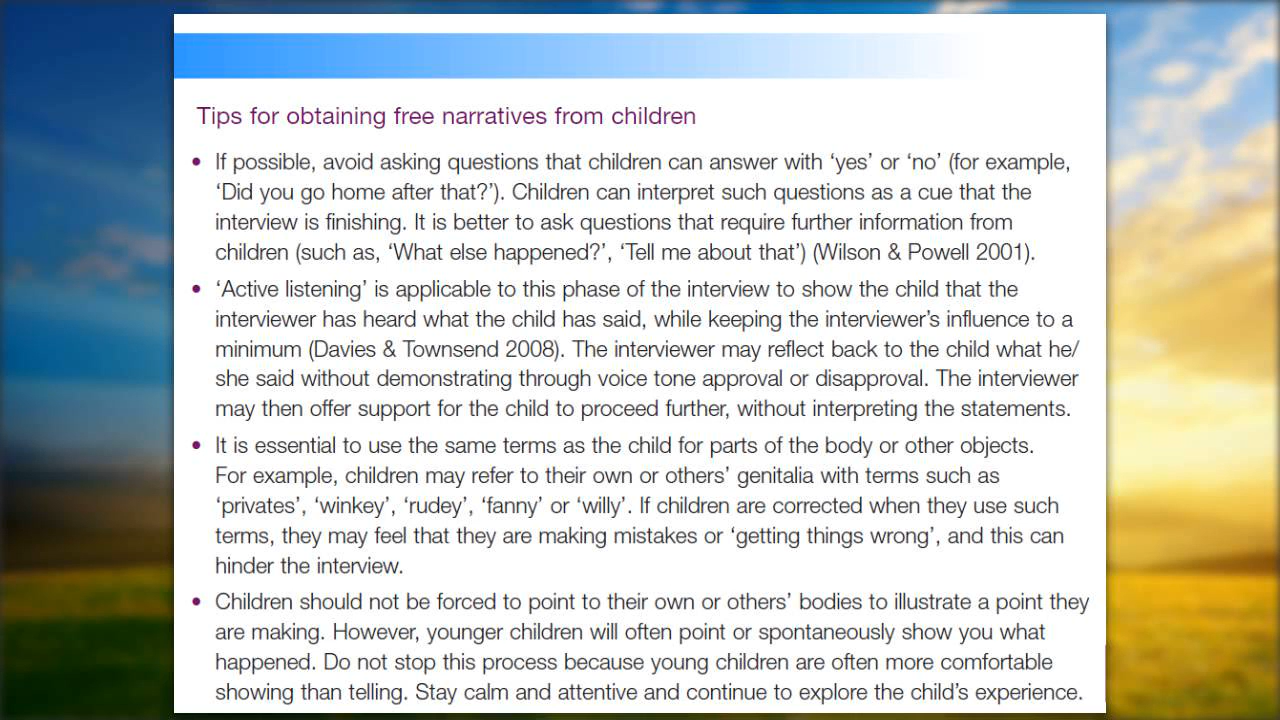 Tips for obtaining free narratives from children
• If possible, avoid asking questions that children can answer with ‘yes’ or ‘no’ (for example,
‘Did you go home after that?’). Children can interpret such questions as a cue that the
interview is finishing. It is better to ask questions that require further information from
children (such as, ‘What else happened?’, ‘Tell me about that’) (Wilson & Powell 2001).
• ‘Active listening’ is applicable to this phase of the interview to show the child that the
interviewer has heard what the child has said, while keeping the interviewer’s influence to a
minimum (Davies & Townsend 2008). The interviewer may reflect back to the child what he/
she said without demonstrating through voice tone approval or disapproval. The interviewer
may then offer support for the child to proceed further, without interpreting the statements.
• It is essential to use the same terms as the child for parts of the body or other objects.
For example, children may refer to their own or others’ genitalia with terms such as
‘privates’, ‘winkey’, ‘rudey’, ‘fanny’ or ‘willy’. If children are corrected when they use such
terms, they may feel that they are making mistakes or ‘getting things wrong’, and this can
hinder the interview.
• Children should not be forced to point to their own or others’ bodies to illustrate a point they
are making. However, younger children will often point or spontaneously show you what
happened. Do not stop this process because young children are often more comfortable
showing than telling. Stay calm and attentive and continue to explore the child’s experience.